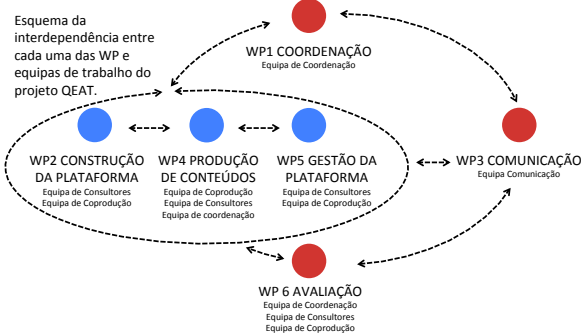 Esquema da
interdependência entre
cada uma das WP e
equipas de trabalho do
projeto QEAT.
WP1 COORDENAÇÃO
Equipa de Coordenação
WP2 CONSTRUÇÃO
DA PLATAFORMA
Equipa de Consultores
Equipa de Coprodução
WP4 PRODUÇÃO
DE CONTEÚDOS
Equipa de Coprodução
Equipa de Consultores
Equipa de coordenação
WP5 GESTÃO DA
PLATAFORMA
Equipa de Consultores
Equipa de Coprodução
WP3 COMUNICAÇÃO
Equipa Comunicação
WP 6 AVALIAÇÃO
Equipa de Coordenação
Equipa de Consultores
Equipa de Coprodução